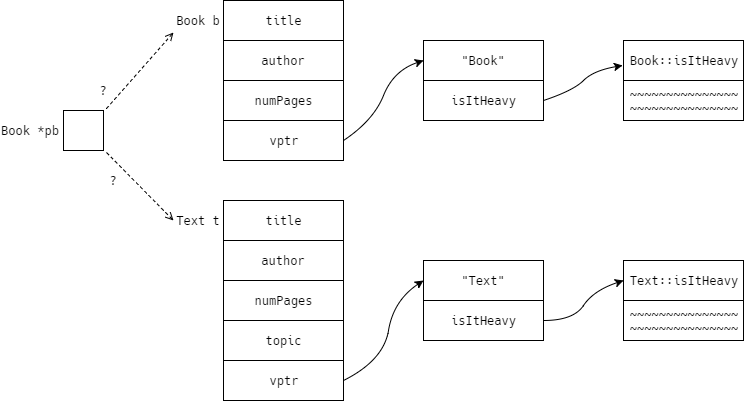 Book b
title
author
numPages
vptr
"Book"
isItHeavy
Book::isItHeavy
~~~~~~~~~~~~~~~
~~~~~~~~~~~~~~~
?
Book *pb
?
Text t
title
author
numPages
topic
vptr
"Text"
isItHeavy
Text::isItHeavy
~~~~~~~~~~~~~~~
~~~~~~~~~~~~~~~